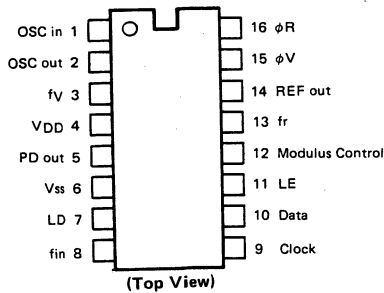 OSC in 1
OSC out 2
fV 3
VDD 4
PD out 5
Vss 6
LD 7
fin 8
16 φR
15 φV
14 REF out
13 fr
12 Modulus Control
11 LE
10 Data
9 Clock
(Top View)